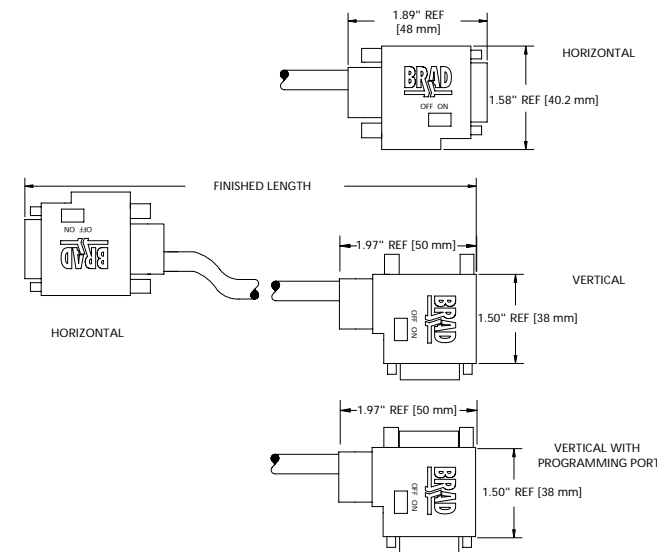 1.89" REF
[48 mm]
HORIZONTAL
BRAD
OFF ON
1.58" REF [40.2 mm]
FINISHED LENGTH
OFF ON
BRAD
HORIZONTAL
1.97" REF [50 mm]
VERTICAL
BRAD
OFF ON
1.50" REF [38 mm]
1.97" REF [50 mm]
VERTICAL WITH
PROGRAMMING PORT
BRAD
OFF ON
1.50" REF [38 mm]